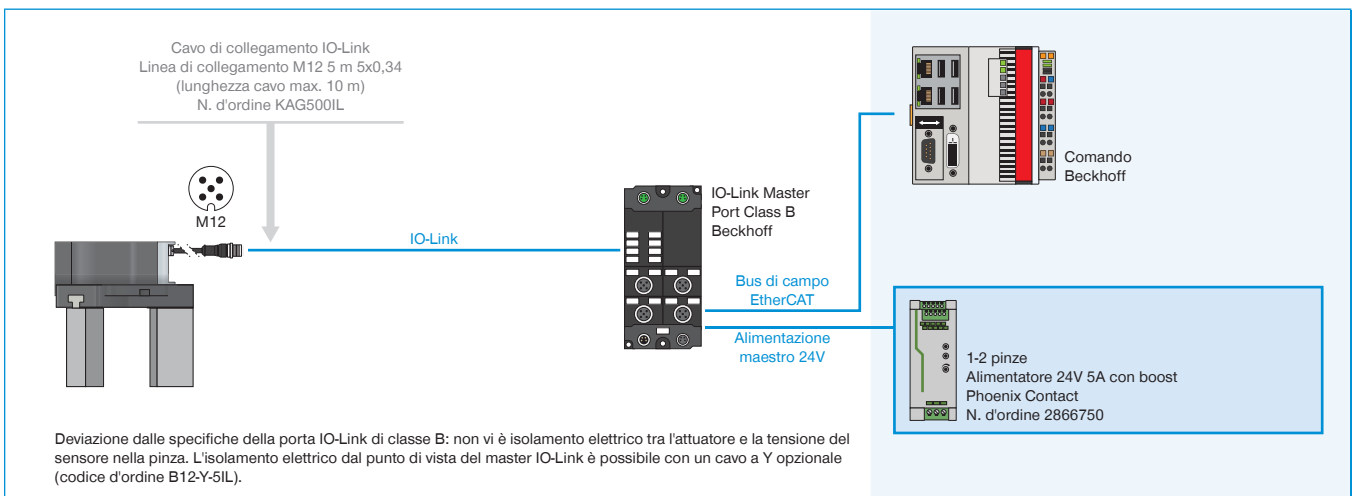 Cavo di collegamento IO-Link
Linea di collegamento M12 5 m 5x0,34
(lunghezza cavo max. 10 m)
N. d'ordine KAG500IL
M12
IO-Link
IO-Link Master
Port Class B
Beckhoff
Bus di campo
EtherCAT
Alimentazione
maestro 24V
Comando
Beckhoff
1-2 pinze
Alimentatore 24V 5A con boost
Phoenix Contact
N. d'ordine 2866750
Deviazione dalle specifiche della porta IO-Link di classe B: non vi è isolamento elettrico tra l'attuatore e la tensione del
sensore nella pinza. L'isolamento elettrico dal punto di vista del master IO-Link è possibile con un cavo a Y opzionale
(codice d'ordine B12-Y-5IL).